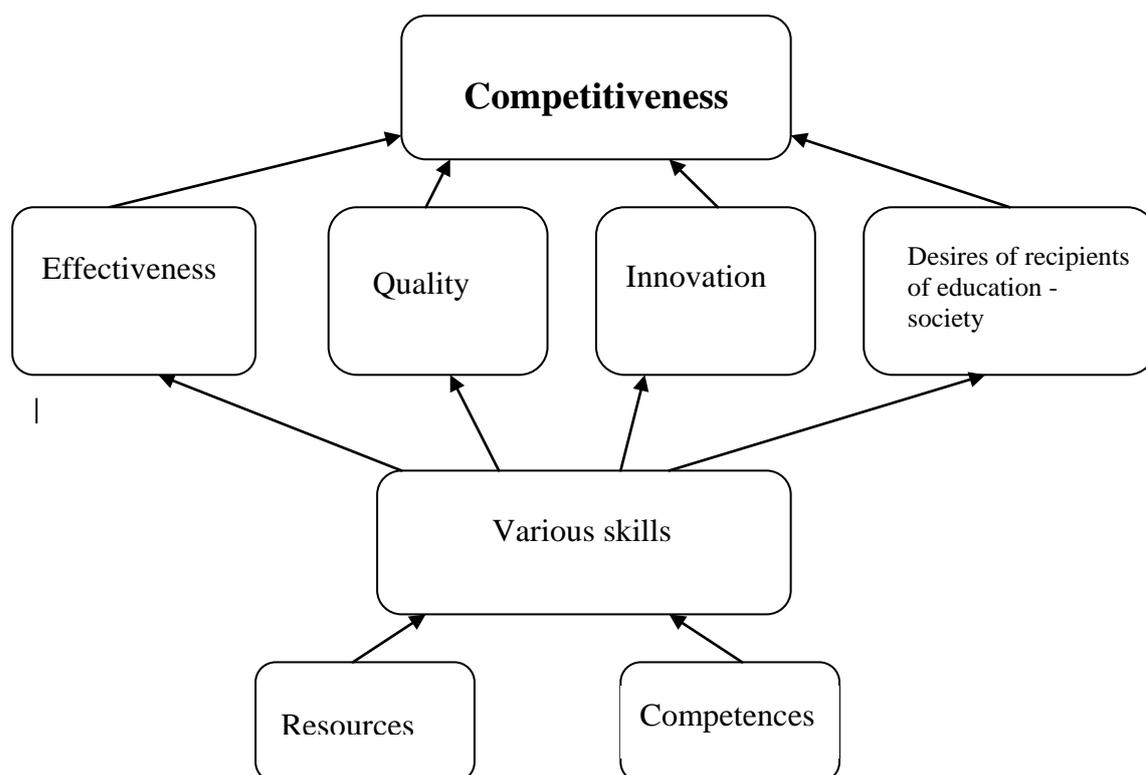 Competitiveness
Effectiveness
Quality
Innovation
Desires of recipients
of education -
society
|
Various skills
Resources
Competences